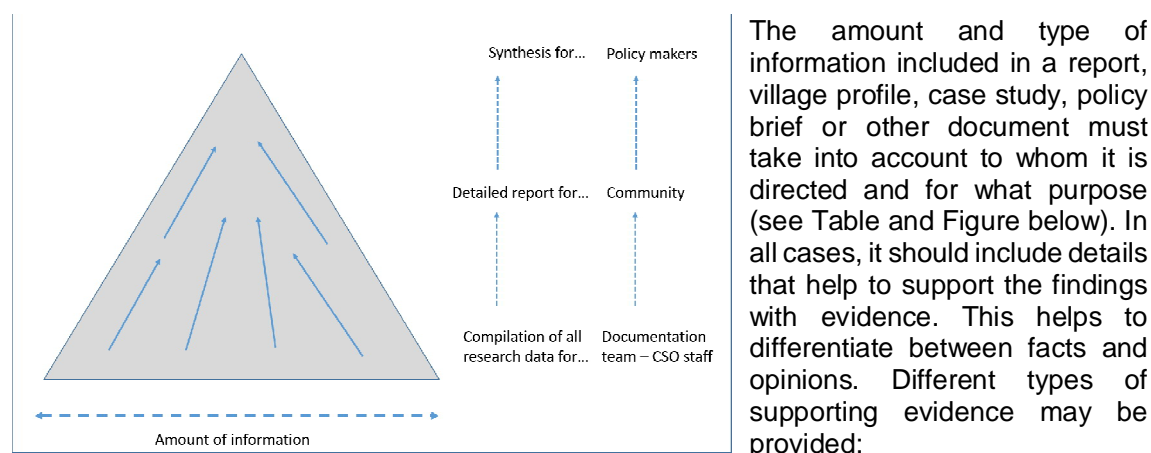 Synthesis for... Policy makers
Detailed report for... Community
Compilation of all
research data for...
Documentation
team – CSO staff
Amount of information
The amount and type of
information included in a report,
village profile, case study, policy
brief or other document must
take into account to whom it is
directed and for what purpose
(see Table and Figure below). In
all cases, it should include details
that help to support the findings
with evidence. This helps to
differentiate between facts and
opinions. Different types of
supporting evidence may be
provided: